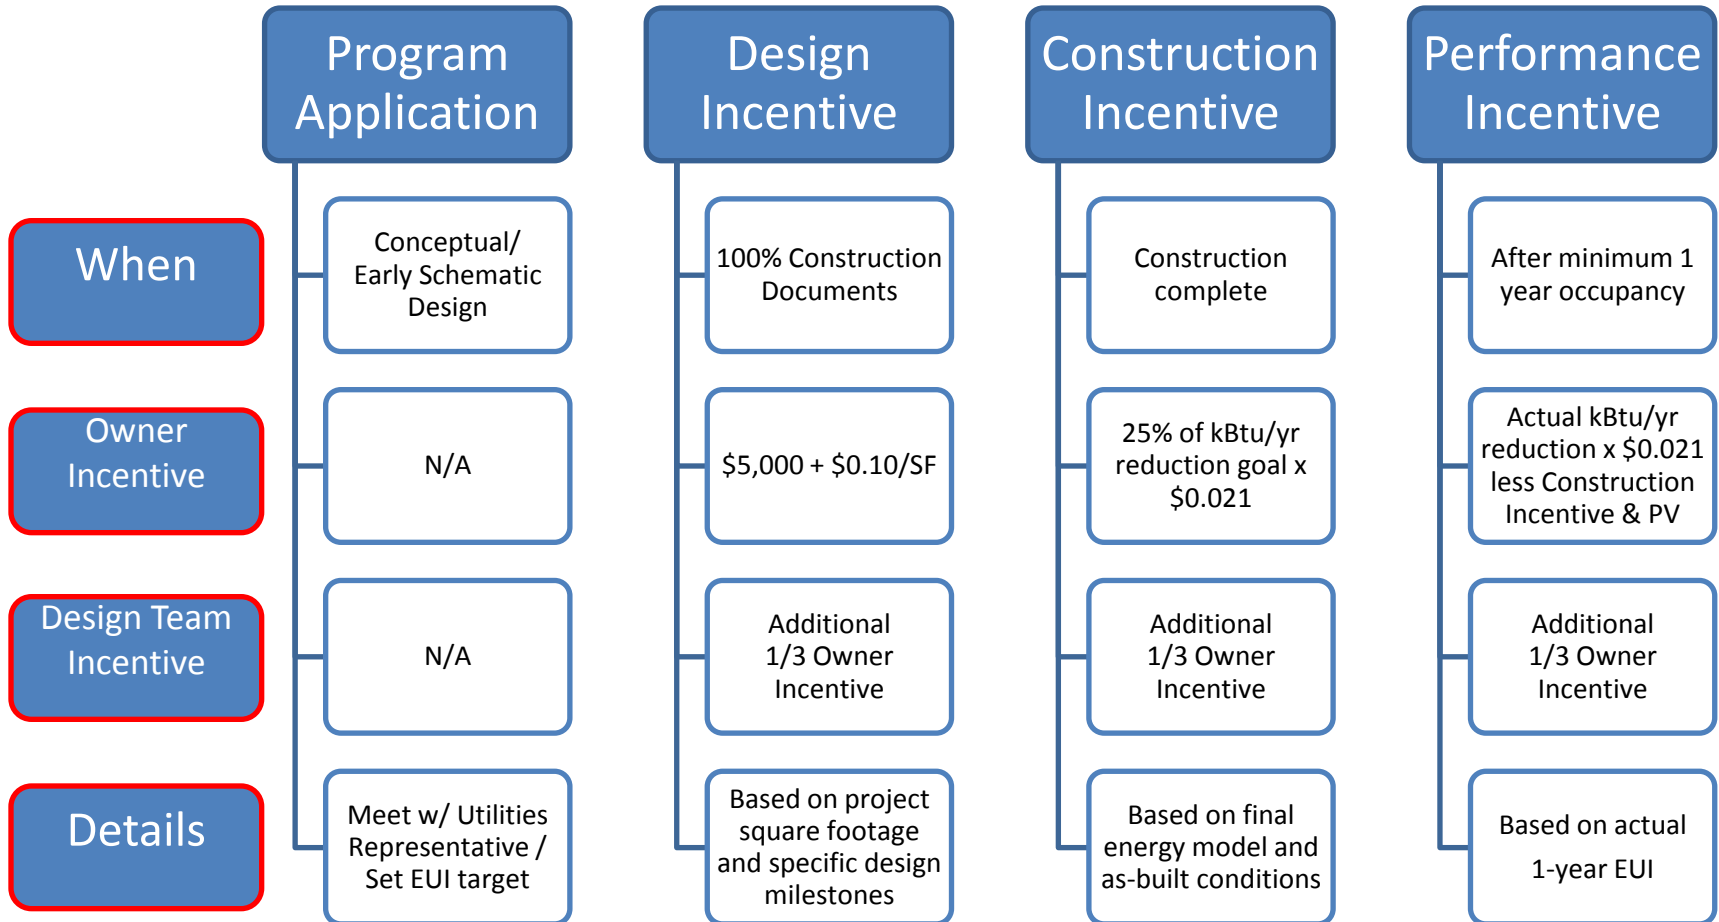 Program
Application
Design
Incentive
Construction
Incentive
Performance
Incentive
When
Conceptual/
Early Schematic
Design
100% Construction
Documents
Construction
complete
After minimum 1
year occupancy
Owner
Incentive
N/A
$5,000 + $0.10/SF
25% of kBtu/yr
reduction goal x
$0.021
Actual kBtu/yr
reduction x $0.021
less Construction
Incentive & PV
Design Team
Incentive
N/A
Additional
1/3 Owner
Incentive
Additional
1/3 Owner
Incentive
Additional
1/3 Owner
Incentive
Details
Meet w/ Utilities
Representative /
Set EUI target
Based on project
square footage
and specific design
milestones
Based on final
energy model and
as-built conditions
Based on actual
1-year EUI